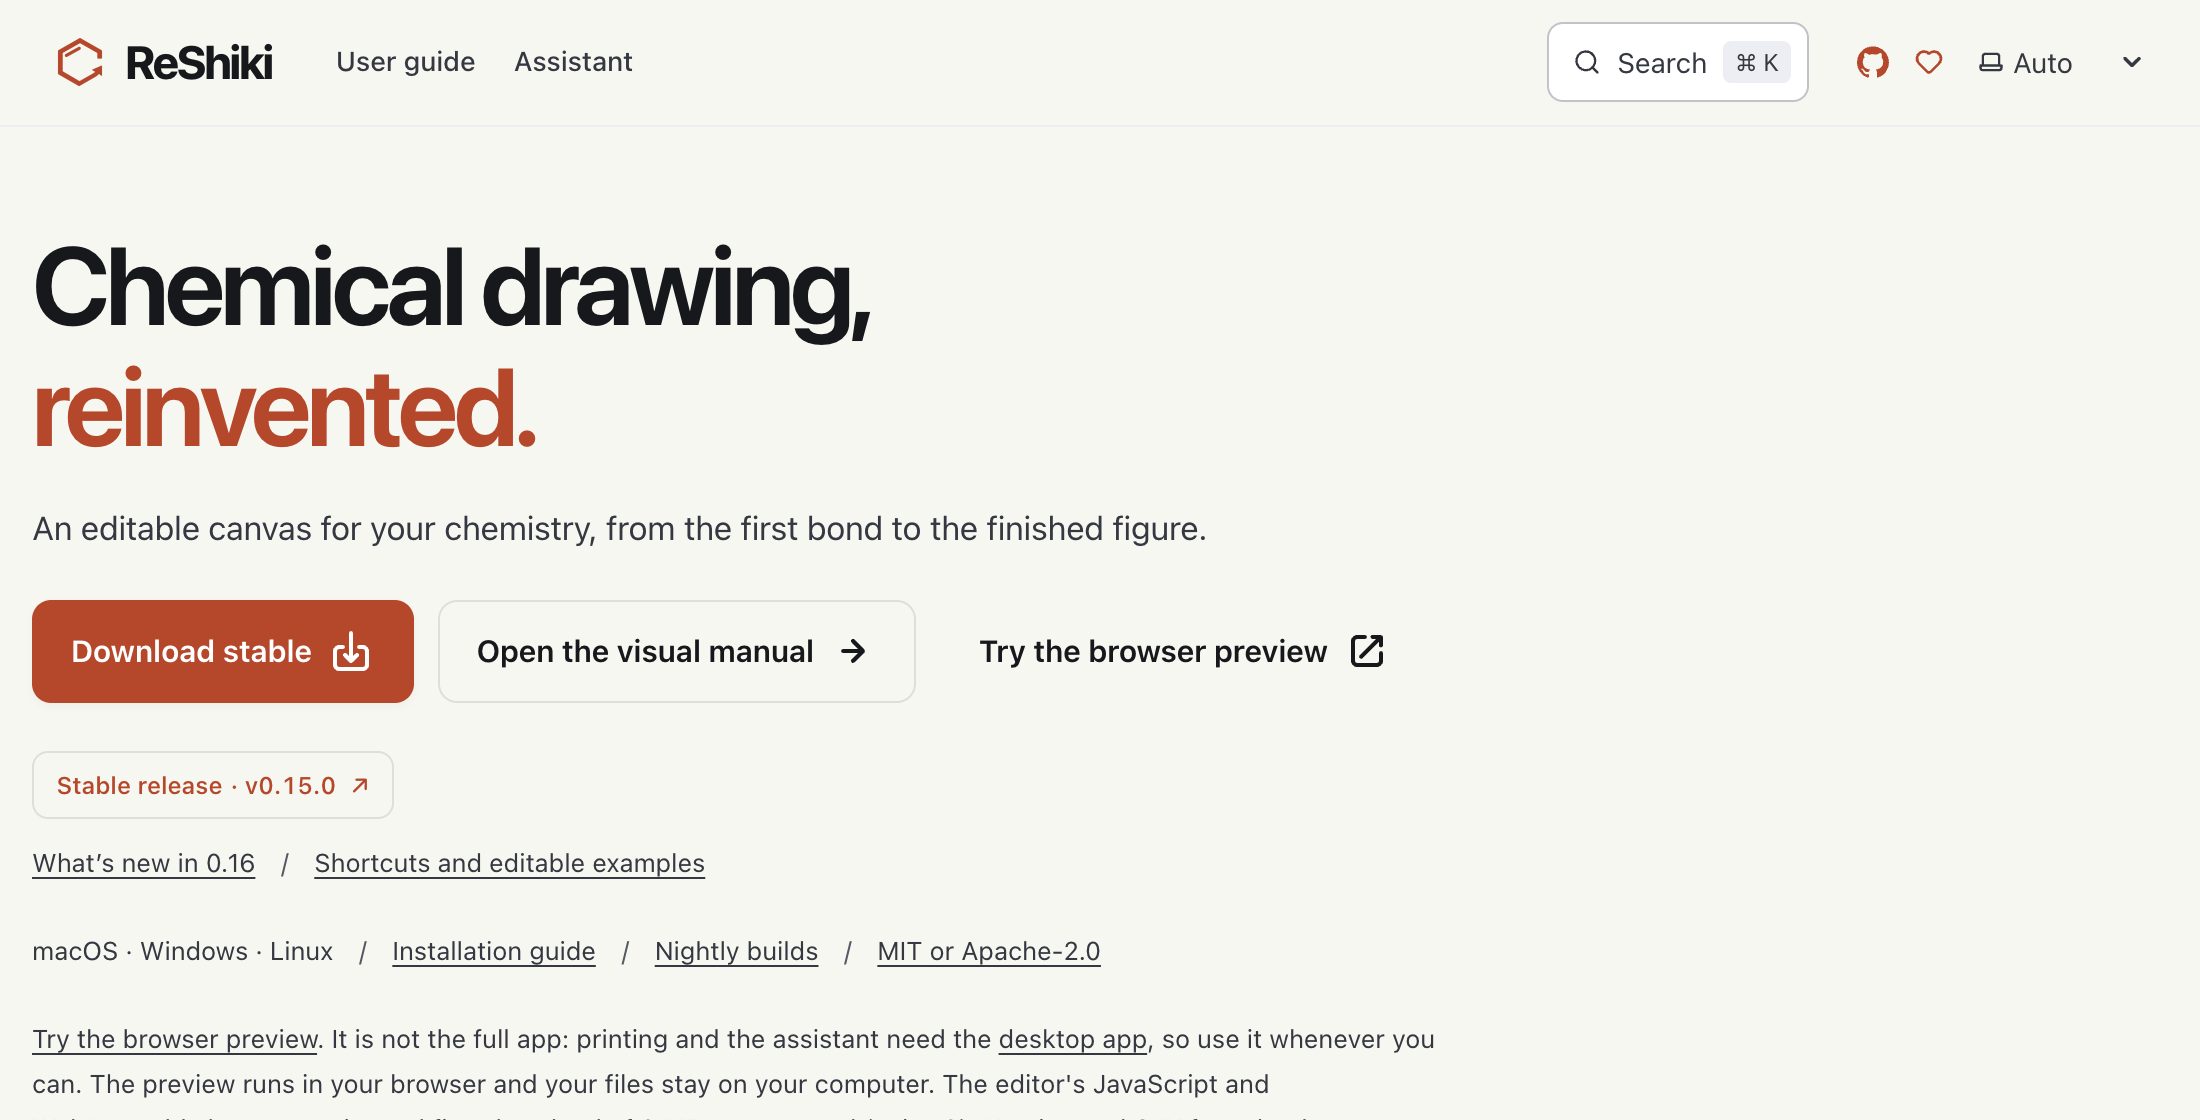 ReShiki User guide Assistant Search ⌘ K Auto
Chemical drawing,
reinvented.
An editable canvas for your chemistry, from the first bond to the finished figure.
Download stable Open the visual manual → Try the browser preview
Stable release · v0.15.0 ↗
What’s new in 0.16 / Shortcuts and editable examples
macOS · Windows · Linux / Installation guide / Nightly builds / MIT or Apache-2.0
Try the browser preview. It is not the full app: printing and the assistant need the desktop app, so use it whenever you
can. The preview runs in your browser and your files stay on your computer. The editor's JavaScript and